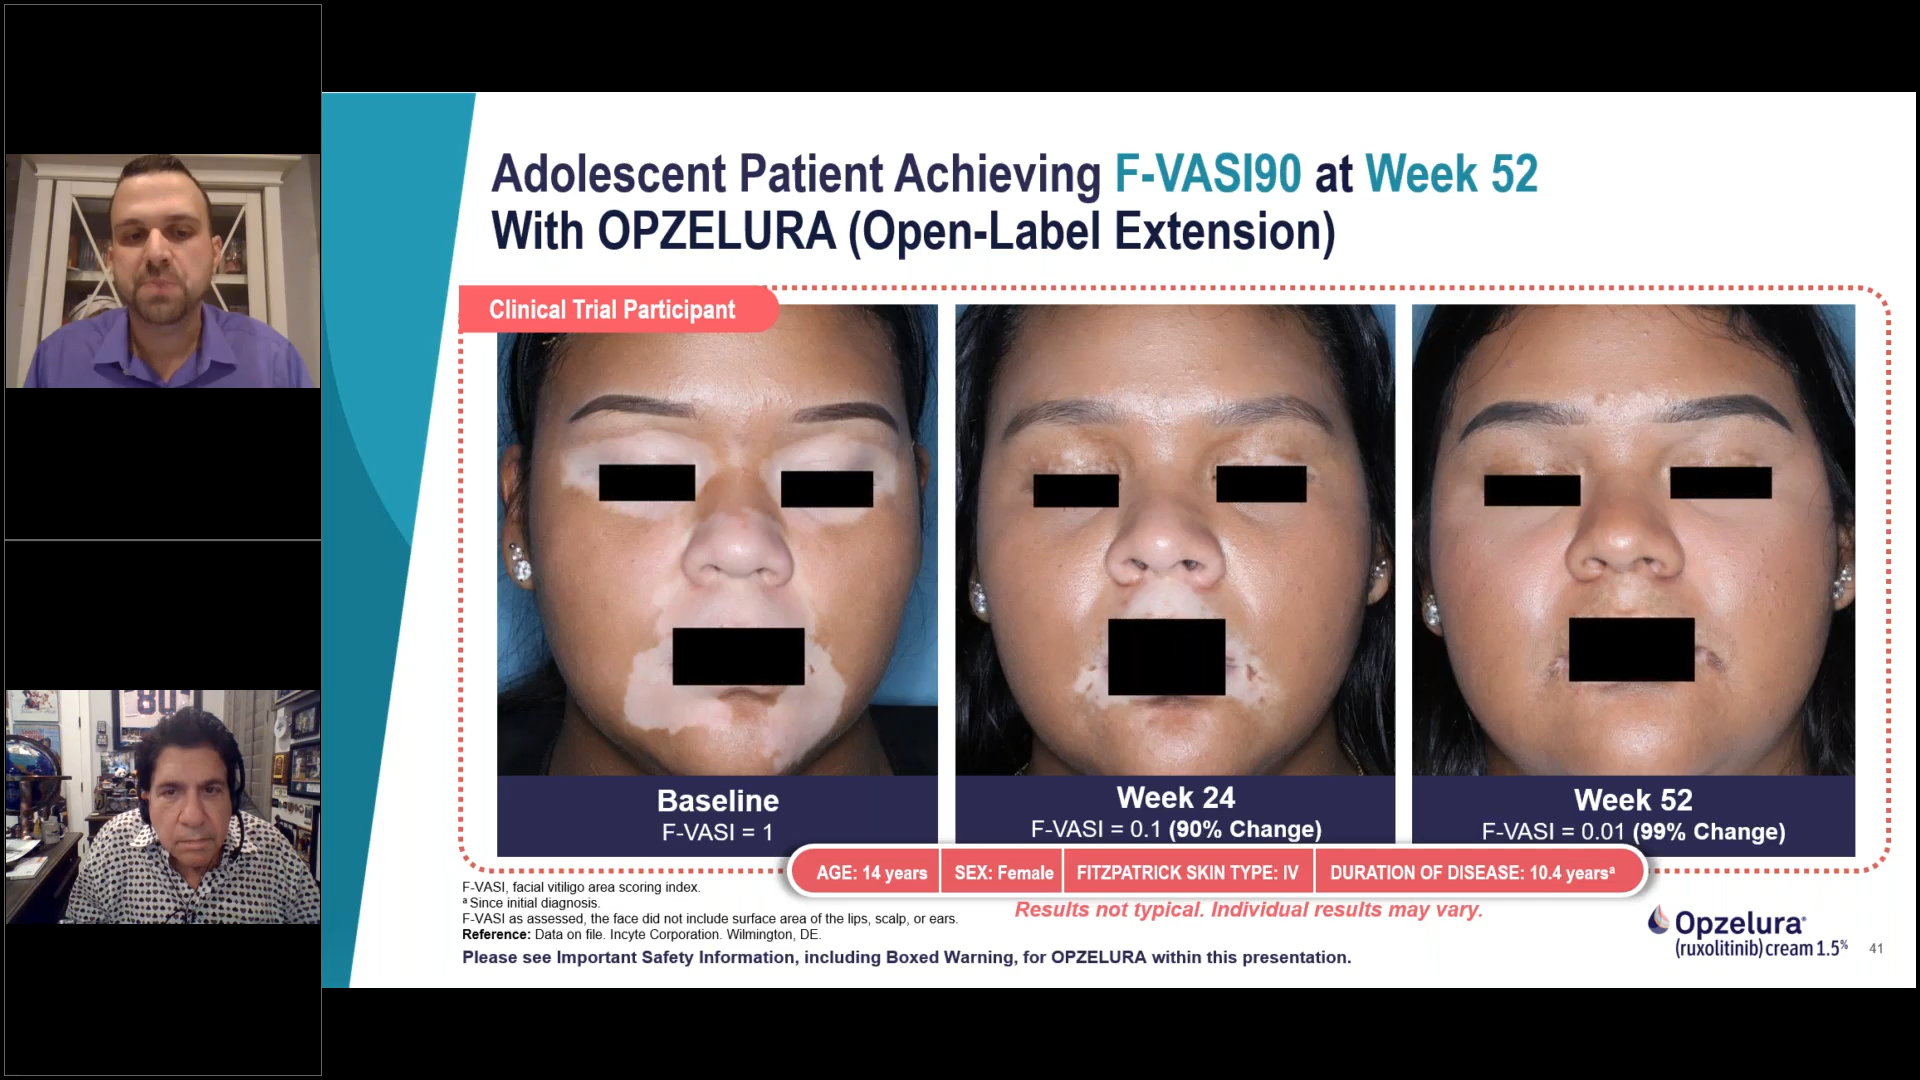 Adolescent Patient Achieving F-VASI90 at Week 52
With OPZELURA (Open-Label Extension)
Clinical Trial Participant
Baseline
F-VASI = 1
Week 24
F-VASI = 0.1 (90% Change)
Week 52
F-VASI = 0.01 (99% Change)
AGE: 14 years
SEX: Female
FITZPATRICK SKIN TYPE: IV
DURATION OF DISEASE: 10.4 yearsª
F-VASI, facial vitiligo area scoring index.
ª Since initial diagnosis.
F-VASI as assessed, the face did not include surface area of the lips, scalp, or ears.
Reference: Data on file. Incyte Corporation. Wilmington, DE.
Results not typical. Individual results may vary.
Please see Important Safety Information, including Boxed Warning, for OPZELURA within this presentation.
Opzelura®
(ruxolitinib) cream 1.5%
41